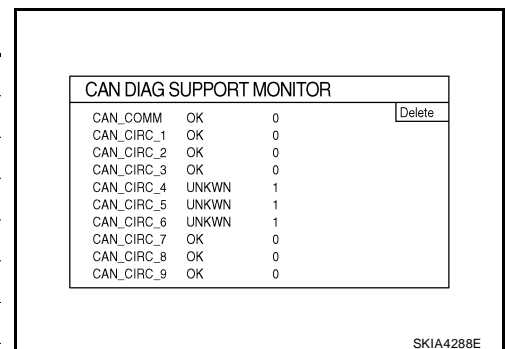 CAN DIAG SUPPORT MONITOR
Delete
CAN_COMM OK 0
CAN_CIRC_1 OK 0
CAN_CIRC_2 OK 0
CAN_CIRC_3 OK 0
CAN_CIRC_4 UNKWN 1
CAN_CIRC_5 UNKWN 1
CAN_CIRC_6 UNKWN 1
CAN_CIRC_7 OK 0
CAN_CIRC_8 OK 0
CAN_CIRC_9 OK 0
SKIA4288E